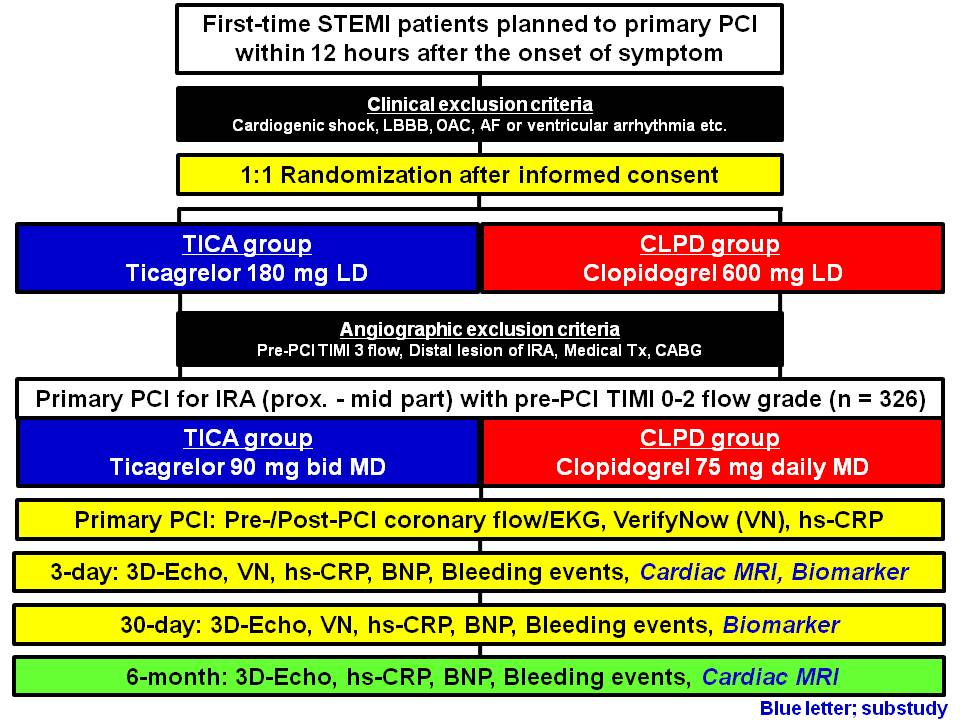 First-time STEMI patients planned to primary PCI
within 12 hours after the onset of symptom
Clinical exclusion criteria
Cardiogenic shock, LBBB, OAC, AF or ventricular arrhythmia etc.
1:1 Randomization after informed consent
TICA group
Ticagrelor 180 mg LD
CLPD group
Clopidogrel 600 mg LD
Angiographic exclusion criteria
Pre-PCI TIMI 3 flow, Distal lesion of IRA, Medical Tx, CABG
Primary PCI for IRA (prox. - mid part) with pre-PCI TIMI 0-2 flow grade (n = 326)
TICA group
Ticagrelor 90 mg bid MD
CLPD group
Clopidogrel 75 mg daily MD
Primary PCI: Pre-/Post-PCI coronary flow/EKG, VerifyNow (VN), hs-CRP
3-day: 3D-Echo, VN, hs-CRP, BNP, Bleeding events, Cardiac MRI, Biomarker
30-day: 3D-Echo, VN, hs-CRP, BNP, Bleeding events, Biomarker
6-month: 3D-Echo, hs-CRP, BNP, Bleeding events, Cardiac MRI
Blue letter; substudy